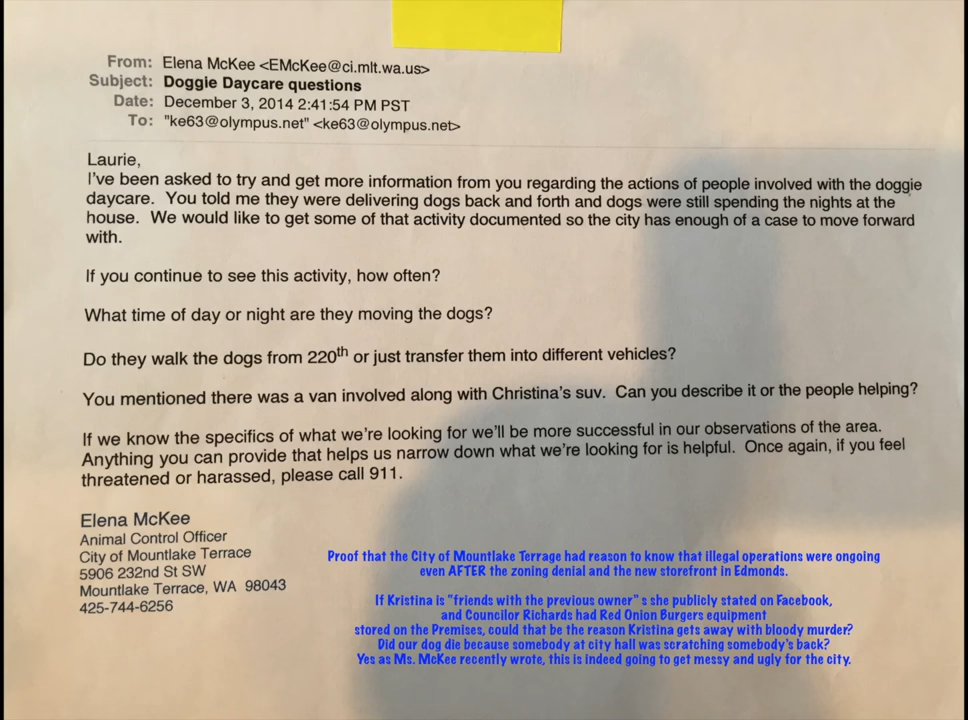 From: Elena McKee <EMcKee@ci.mlt.wa.us>
Subject: Doggie Daycare questions
Date: December 3, 2014 2:41:54 PM PST
To: "ke63@olympus.net" <ke63@olympus.net>
Laurie,
I've been asked to try and get more information from you regarding the actions of people involved with the doggie
daycare. You told me they were delivering dogs back and forth and dogs were still spending the nights at the
house. We would like to get some of that activity documented so the city has enough of a case to move forward
with.
If you continue to see this activity, how often?
What time of day or night are they moving the dogs?
Do they walk the dogs from 220th or just transfer them into different vehicles?
You mentioned there was a van involved along with Christina's suv. Can you describe it or the people helping?
If we know the specifics of what we're looking for we'll be more successful in our observations of the area.
Anything you can provide that helps us narrow down what we're looking for is helpful. Once again, if you feel
threatened or harassed, please call 911.
Elena McKee
Animal Control Officer
City of Mountlake Terrace
5906 232nd St SW
Mountlake Terrace, WA 98043
425-744-6256
Proof that the City of Mountlake Terrage had reason to know that illegal operations were ongoing
even AFTER the zoning denial and the new storefront in Edmonds.
If Kristina is "friends with the previous owner" s she publicly stated on Facebook,
and Councilor Richards had Red Onion Burgers equipment
stored on the Premises, could that be the reason Kristina gets away with bloody murder?
Did our dog die because somebody at city hall was scratching somebody's back?
Yes as Ms. McKee recently wrote, this is indeed going to get messy and ugly for the city.